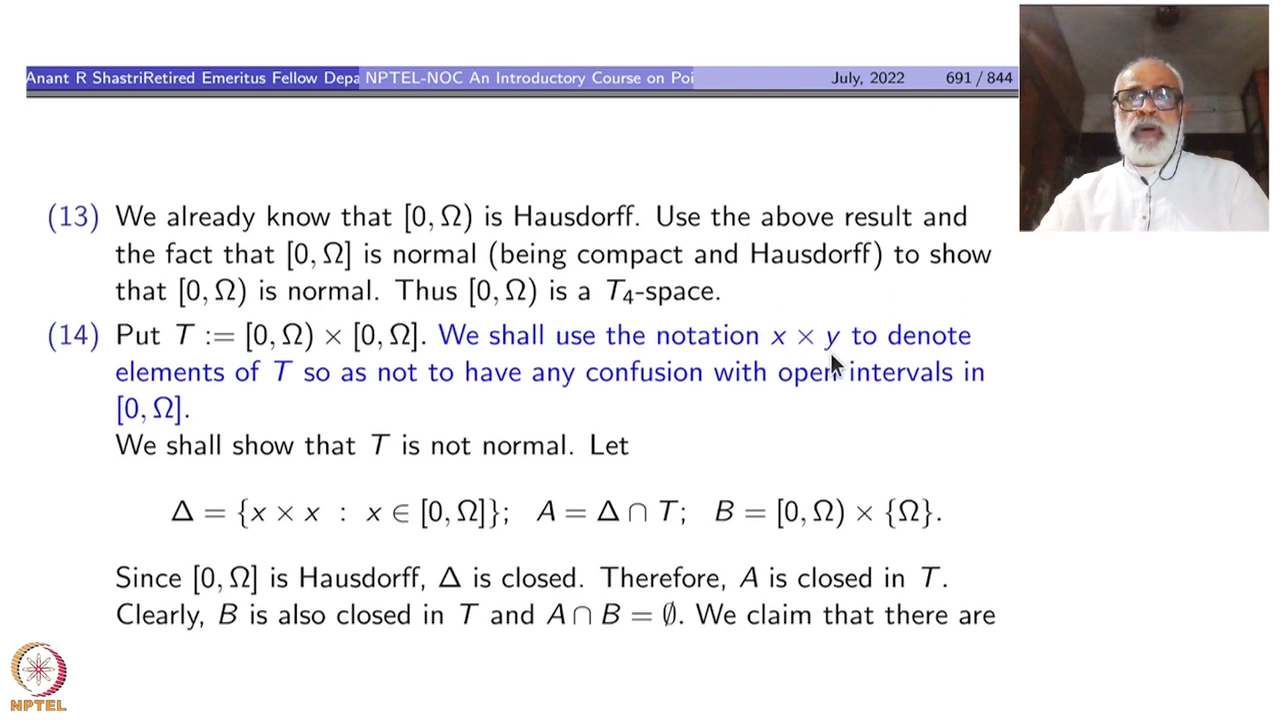 Anant R ShastriRetired Emeritus Fellow Depa NPTEL-NOC An Introductory Course on Poi July, 2022 691 / 844
(13) We already know that [0, Ω) is Hausdorff. Use the above result and
the fact that [0, Ω] is normal (being compact and Hausdorff) to show
that [0, Ω) is normal. Thus [0, Ω) is a T₄-space.
(14) Put T := [0, Ω) × [0, Ω]. We shall use the notation x × y to denote
elements of T so as not to have any confusion with open intervals in
[0, Ω].
We shall show that T is not normal. Let
Δ = {x × x : x ∈ [0, Ω]}; A = Δ ∩ T; B = [0, Ω) × {Ω}.
Since [0, Ω] is Hausdorff, Δ is closed. Therefore, A is closed in T.
Clearly, B is also closed in T and A ∩ B = ∅. We claim that there are
NPTEL